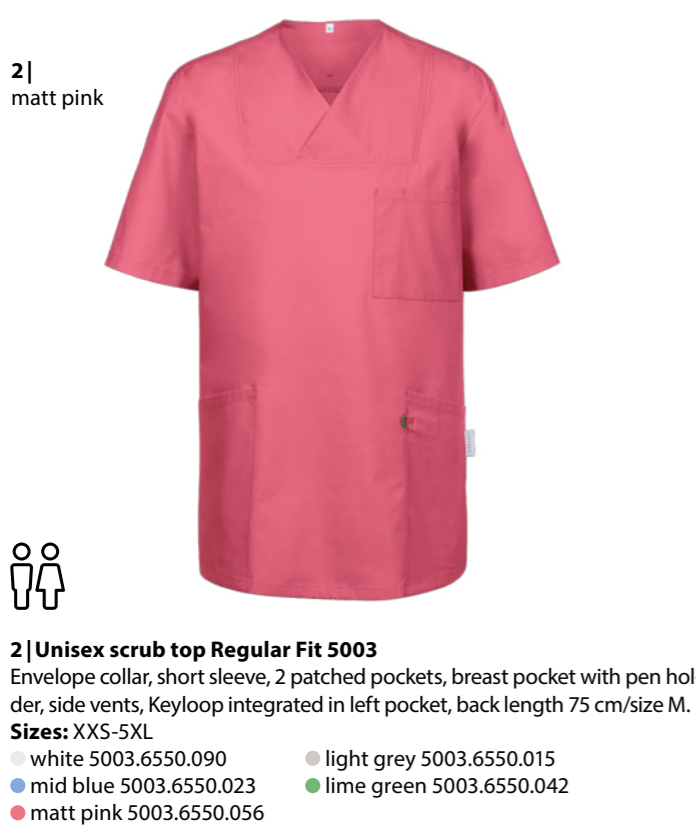 2|
matt pink
2|Unisex scrub top Regular Fit 5003
Envelope collar, short sleeve, 2 patched pockets, breast pocket with pen hol-
der, side vents, Keyloop integrated in left pocket, back length 75 cm/size M.
Sizes: XXS-5XL
white 5003.6550.090
light grey 5003.6550.015
mid blue 5003.6550.023
lime green 5003.6550.042
matt pink 5003.6550.056